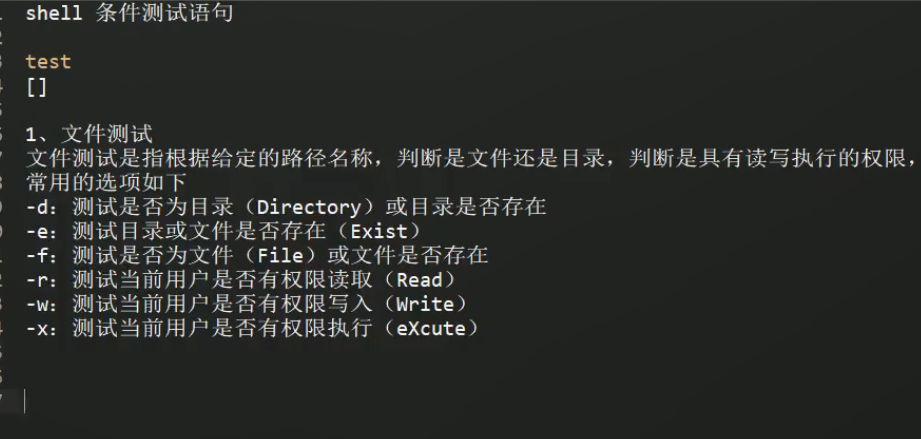 shell 条件测试语句
test
[]
1、文件测试
文件测试是指根据给定的路径名称，判断是文件还是目录，判断是具有读写执行的权限，
常用的选项如下
-d：测试是否为目录（Directory）或目录是否存在
-e：测试目录或文件是否存在（Exist）
-f：测试是否为文件（File）或文件是否存在
-r：测试当前用户是否有权限读取（Read）
-w：测试当前用户是否有权限写入（Write）
-x：测试当前用户是否有权限执行（eXcute）